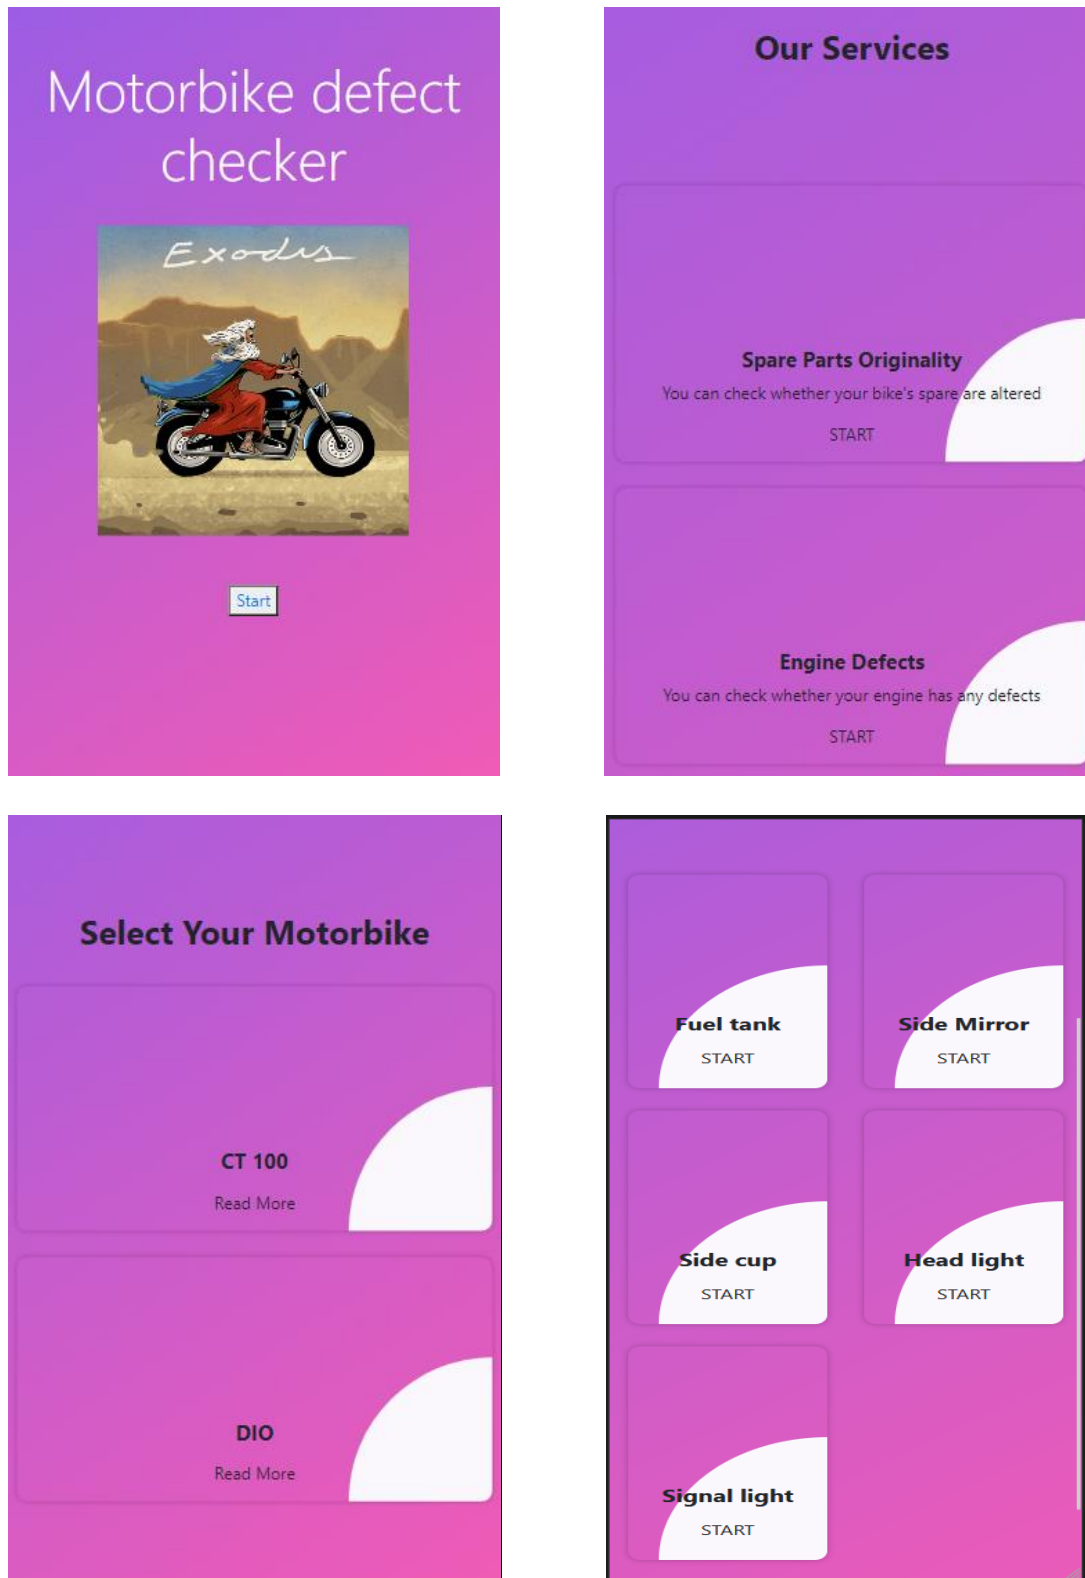 Motorbike defect
checker
Exodus
Start
Our Services
Spare Parts Originality
You can check whether your bike's spare are altered
START
Engine Defects
You can check whether your engine has any defects
START
Select Your Motorbike
CT 100
Read More
DIO
Read More
Fuel tank
START
Side Mirror
START
Side cup
START
Head light
START
Signal light
START